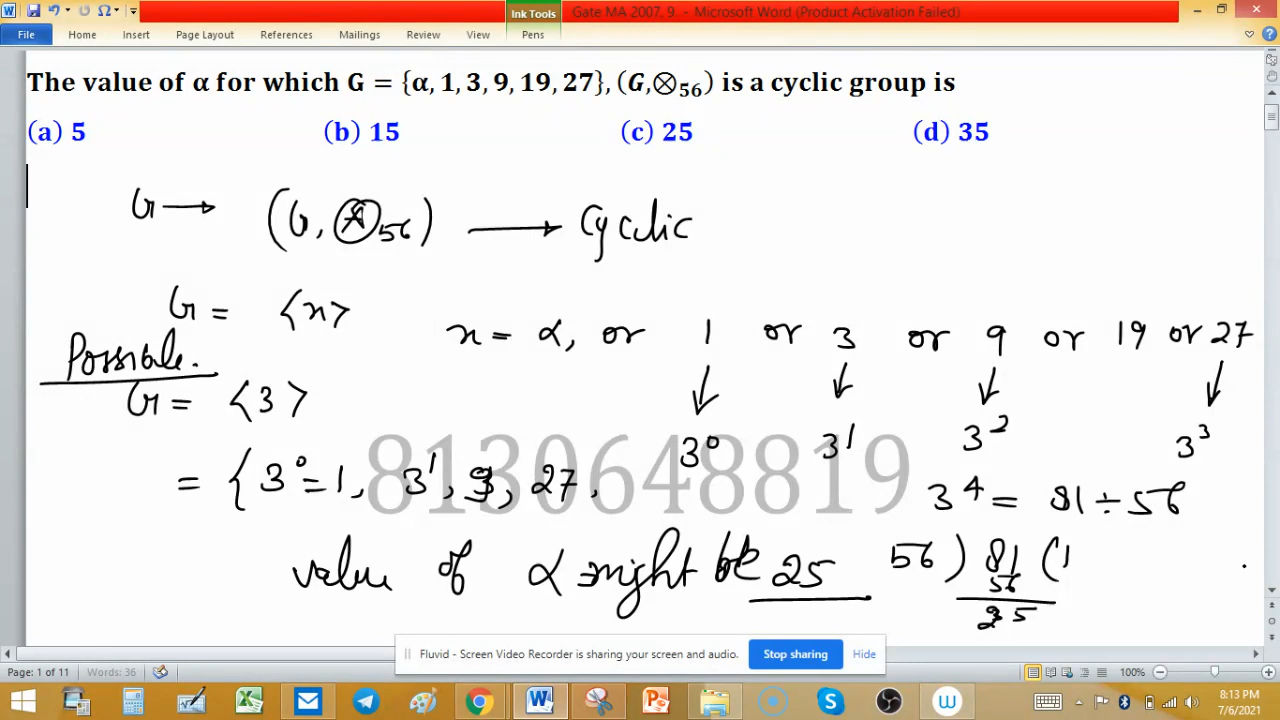 Ink Tools
Gate MA 2007, 9.. - Microsoft Word (Product Activation Failed)
File Home Insert Page Layout References Mailings Review View Pens
The value of α for which G = {α, 1, 3, 9, 19, 27}, (G,⊗₅₆) is a cyclic group is
(a) 5 (b) 15 (c) 25 (d) 35
G → (G, ⊗₅₆) → Cyclic
G = <x>
x = α, or 1 or 3 or 9 or 19 or 27
Possible.
G = <3>
3⁰ 3¹ 3² 3³
= { 3⁰ = 1, 3¹, 9, 27,
3⁴ = 81 ÷ 56
8130648819
value of α might be 25
56 ) 81 ( 1
56
25
Fluvid - Screen Video Recorder is sharing your screen and audio. Stop sharing Hide
Page: 1 of 11 Words: 36 100%
8:13 PM
7/6/2021